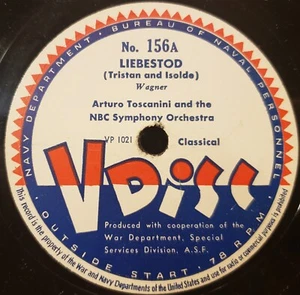 NAVY DEPARTMENT · BUREAU OF NAVAL PERSONNEL
No. 156A
LIEBESTOD
(Tristan and Isolde)
Wagner
Arturo Toscanini and the
NBC Symphony Orchestra
VP 1021 Classical
V DISC
Produced with cooperation of the
War Department, Special
Services Division, A.S.F.
· OUTSIDE START · 78 R.P.M.
This record is the property of the War and Navy Departments of the United States and use for radio or commercial purposes is prohibited